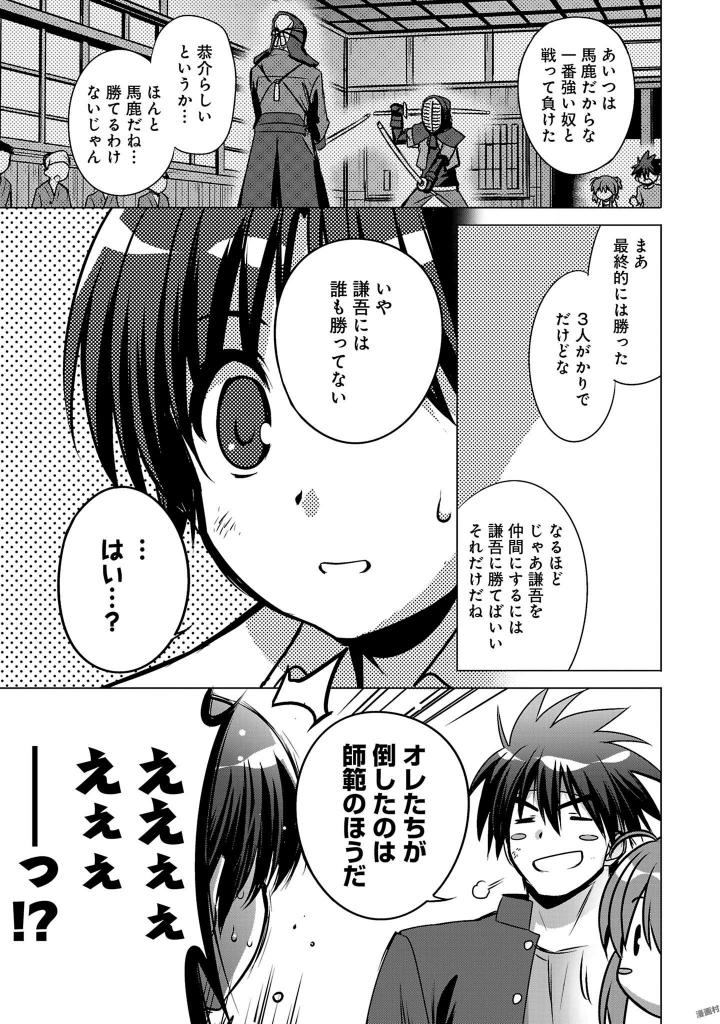 あいつは
馬鹿だからな
一番強い奴と
戦って負けた
恭介らしい
というか…
ほんと
馬鹿だね…
勝てるわけ
ないじゃん
まあ
最終的には勝った
3人がかりで
だけどな
なるほど
じゃあ謙吾を
仲間にするには
謙吾に勝てばいい
それだけだね
いや
謙吾には
誰も勝ってない
…
はい…?
オレたちが
倒したのは
師範のほうだ
えええぇ
えぇぇ
――っ!?
漫画村